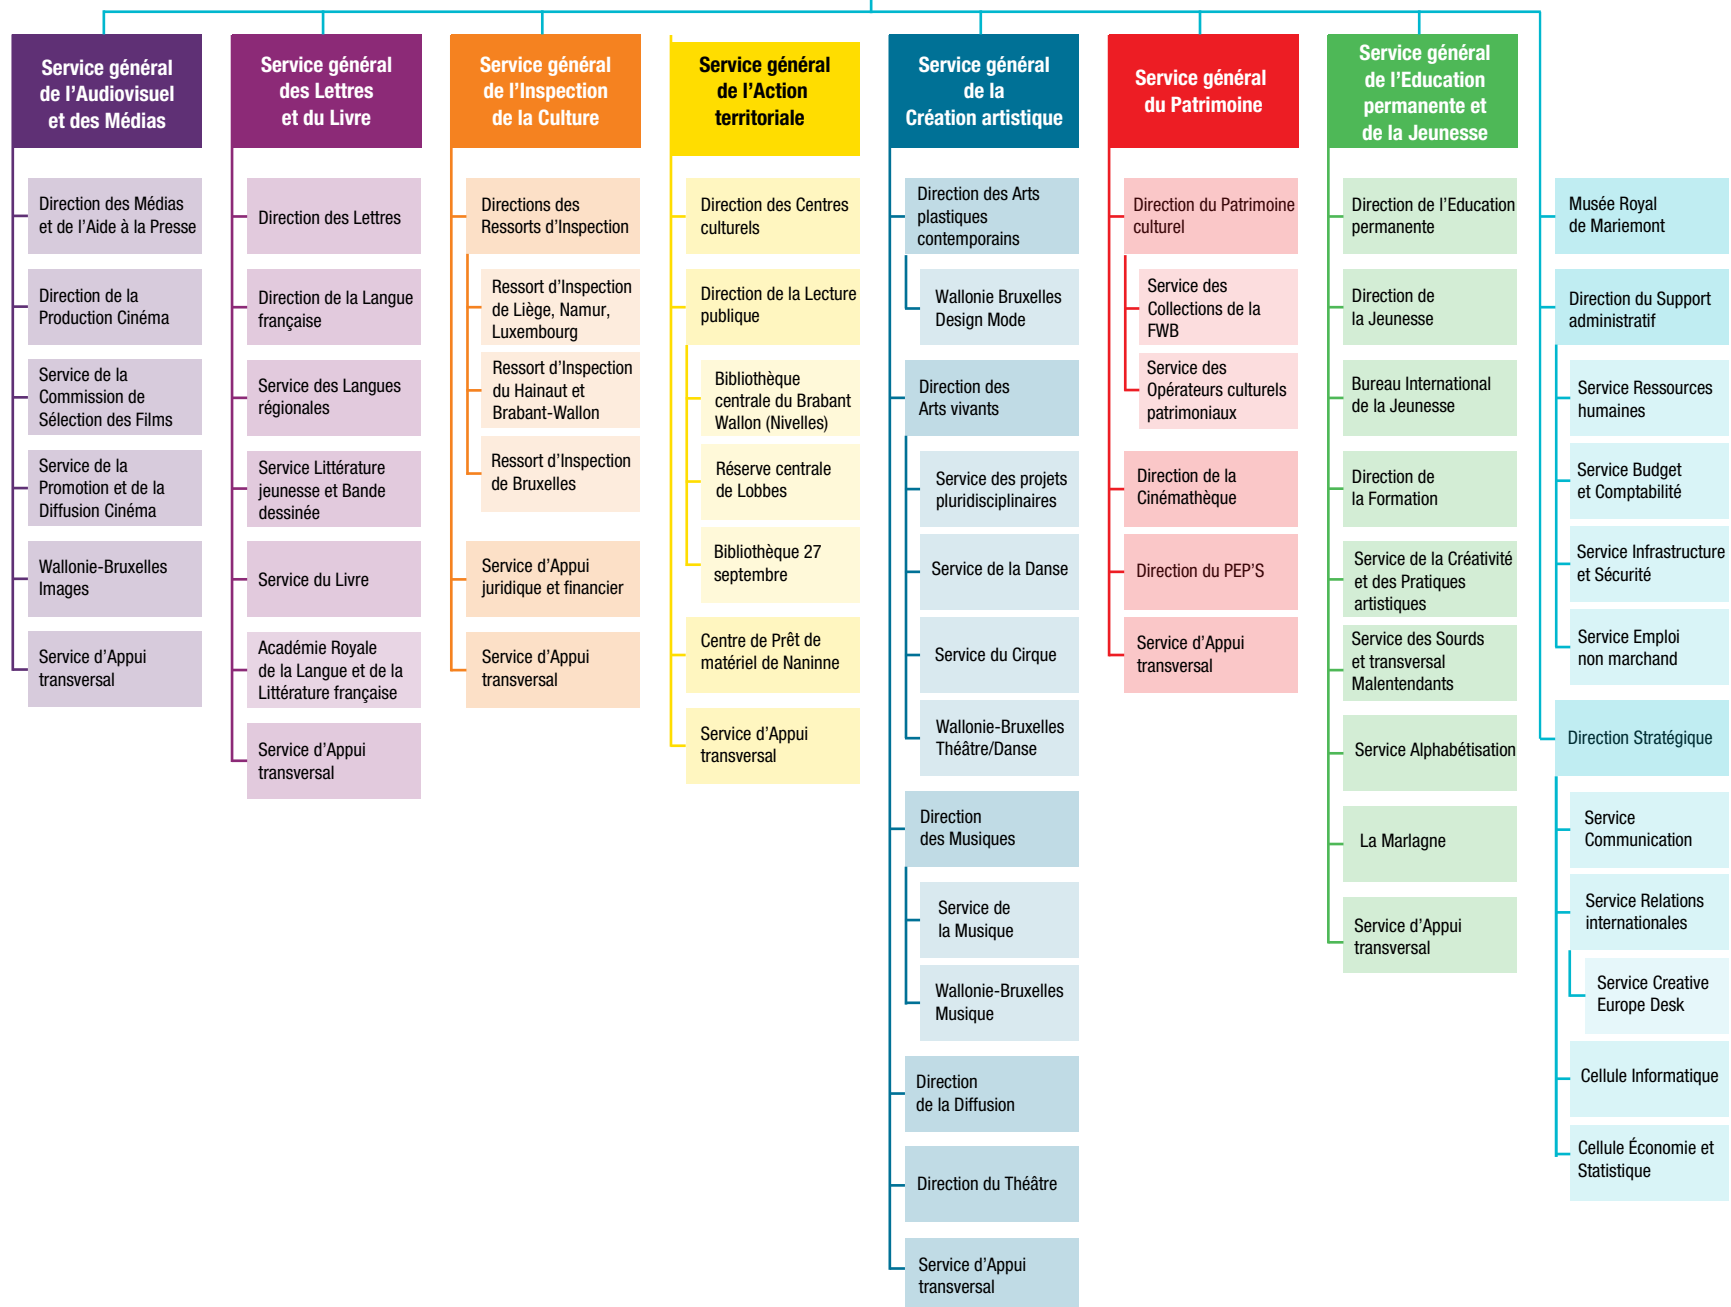 Service général
de l'Audiovisuel
et des Médias
Direction des Médias
et de l'Aide à la Presse
Direction de la
Production Cinéma
Service de la
Commission de
Sélection des Films
Service de la
Promotion et de la
Diffusion Cinéma
Wallonie-Bruxelles
Images
Service d'Appui
transversal
Service général
des Lettres
et du Livre
Direction des Lettres
Direction de la Langue
française
Service des Langues
régionales
Service Littérature
jeunesse et Bande
dessinée
Service du Livre
Académie Royale
de la Langue et de la
Littérature française
Service d'Appui
transversal
Service général
de l'Inspection
de la Culture
Directions des
Ressorts d'Inspection
Ressort d'Inspection
de Liège, Namur,
Luxembourg
Ressort d'Inspection
du Hainaut et
Brabant-Wallon
Ressort d'Inspection
de Bruxelles
Service d'Appui
juridique et financier
Service d'Appui
transversal
Service général
de l'Action
territoriale
Direction des Centres
culturels
Direction de la Lecture
publique
Bibliothèque
centrale du Brabant
Wallon (Nivelles)
Réserve centrale
de Lobbes
Bibliothèque 27
septembre
Centre de Prêt de
matériel de Naninne
Service d'Appui
transversal
Service général
de la
Création artistique
Direction des Arts
plastiques
contemporains
Wallonie Bruxelles
Design Mode
Direction des
Arts vivants
Service des projets
pluridisciplinaires
Service de la Danse
Service du Cirque
Wallonie-Bruxelles
Théâtre/Danse
Direction
des Musiques
Service de
la Musique
Wallonie-Bruxelles
Musique
Direction
de la Diffusion
Direction du Théâtre
Service d'Appui
transversal
Service général
du Patrimoine
Direction du Patrimoine
culturel
Service des
Collections de la
FWB
Service des
Opérateurs culturels
patrimoniaux
Direction de la
Cinémathèque
Direction du PEP'S
Service d'Appui
transversal
Service général
de l'Education
permanente et
de la Jeunesse
Direction de l'Education
permanente
Direction de
la Jeunesse
Bureau International
de la Jeunesse
Direction de
la Formation
Service de la Créativité
et des Pratiques
artistiques
Service des Sourds
et transversal
Malentendants
Service Alphabétisation
La Marlagne
Service d'Appui
transversal
Musée Royal
de Mariemont
Direction du Support
administratif
Service Ressources
humaines
Service Budget
et Comptabilité
Service Infrastructure
et Sécurité
Service Emploi
non marchand
Direction Stratégique
Service
Communication
Service Relations
internationales
Service Creative
Europe Desk
Cellule Informatique
Cellule Économie et
Statistique